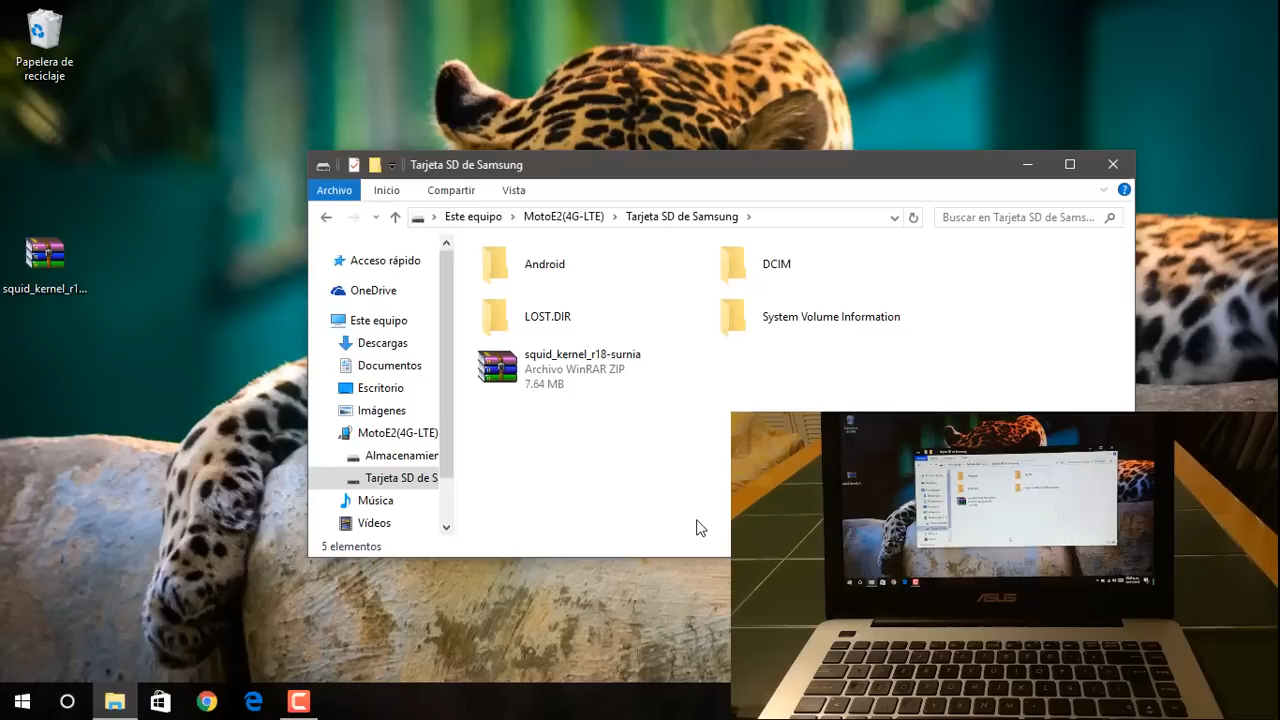 Papelera de
reciclaje
squid_kernel_r1...
Tarjeta SD de Samsung
Archivo
Inicio
Compartir
Vista
Este equipo
MotoE2(4G-LTE)
Tarjeta SD de Samsung
Buscar en Tarjeta SD de Sams...
Acceso rápido
OneDrive
Este equipo
Descargas
Documentos
Escritorio
Imágenes
MotoE2(4G-LTE)
Almacenamier
Tarjeta SD de S
Música
Vídeos
Android
DCIM
LOST.DIR
System Volume Information
squid_kernel_r18-surnia
Archivo WinRAR ZIP
7.64 MB
5 elementos
ASUS